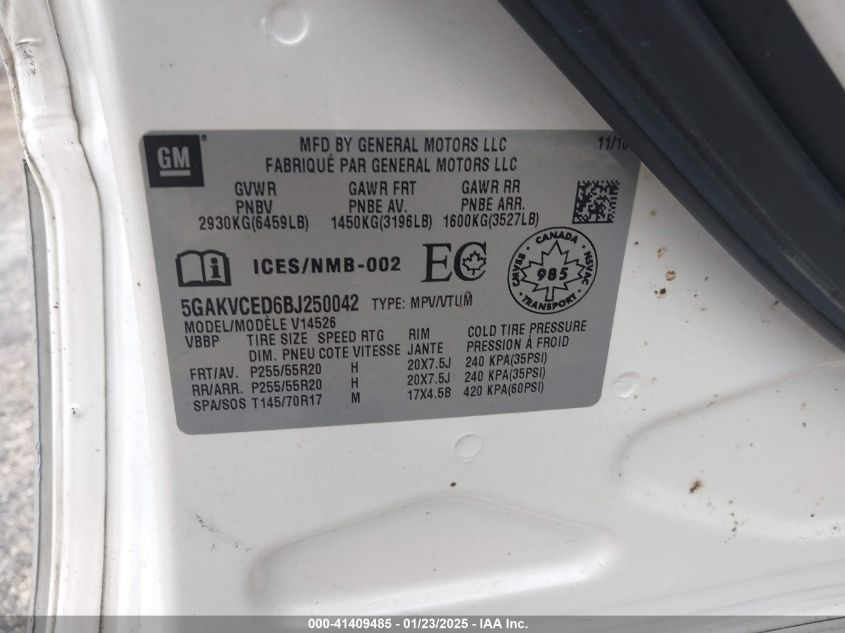 GM
MFD BY GENERAL MOTORS LLC 11/10
FABRIQUÉ PAR GENERAL MOTORS LLC
GVWR GAWR FRT GAWR RR
PNBV PNBE AV. PNBE ARR.
2930KG(6459LB) 1450KG(3196LB) 1600KG(3527LB)
ICES/NMB-002 EC
CANADA
985
TRANSPORT
NSVAC
CMVSS
5GAKVCED6BJ250042 TYPE: MPV/VTUM
MODEL/MODÈLE V14526
VBBP TIRE SIZE SPEED RTG RIM COLD TIRE PRESSURE
DIM. PNEU COTE VITESSE JANTE PRESSION À FROID
FRT/AV. P255/55R20 H 20X7.5J 240 KPA(35PSI)
RR/ARR. P255/55R20 H 20X7.5J 240 KPA(35PSI)
SPA/SOS T145/70R17 M 17X4.5B 420 KPA(60PSI)
000-41409485 - 01/23/2025 - IAA Inc.